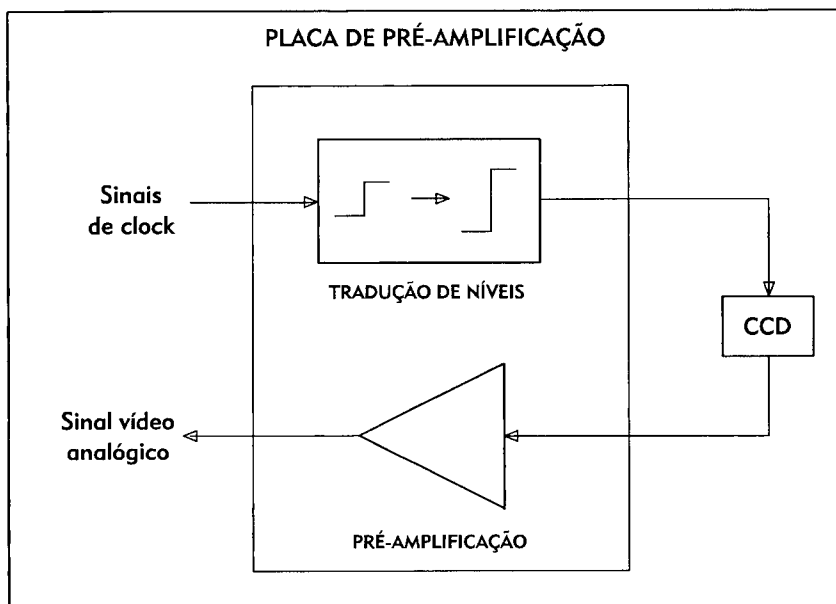 PLACA DE PRÉ-AMPLIFICAÇÃO
Sinais
de clock
TRADUÇÃO DE NÍVEIS
CCD
Sinal vídeo
analógico
PRÉ-AMPLIFICAÇÃO